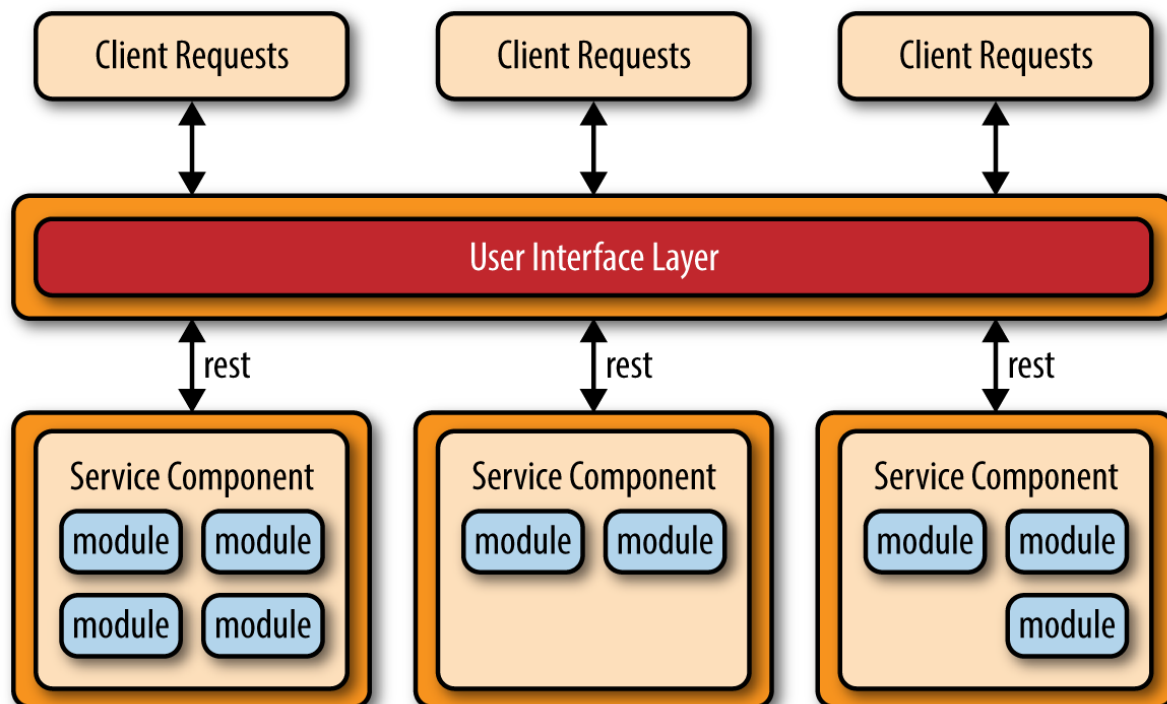 Client Requests
Client Requests
Client Requests
User Interface Layer
rest
rest
rest
Service Component
module
module
module
module
Service Component
module
module
Service Component
module
module
module